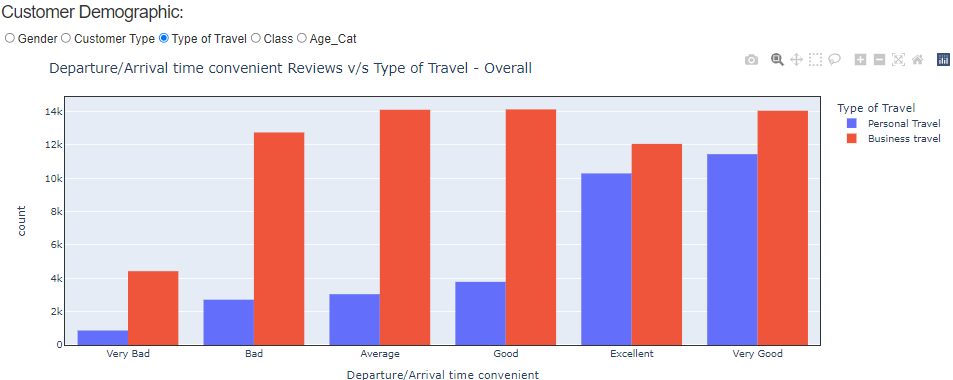 Customer Demographic:
Gender Customer Type Type of Travel Class Age_Cat
Departure/Arrival time convenient Reviews v/s Type of Travel - Overall
Type of Travel
Personal Travel
Business travel
14k
12k
10k
8k
6k
4k
2k
0
count
Very Bad Bad Average Good Excellent Very Good
Departure/Arrival time convenient